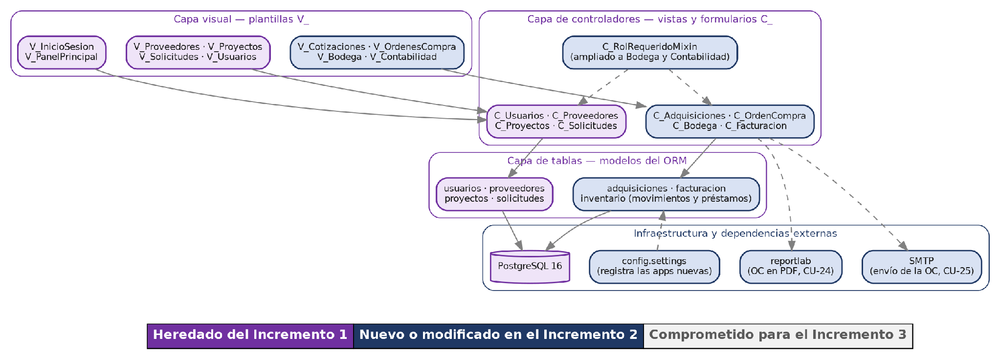 Capa visual — plantillas V_
V_InicioSesion
V_PanelPrincipal
V_Proveedores · V_Proyectos
V_Solicitudes · V_Usuarios
V_Cotizaciones · V_OrdenesCompra
V_Bodega · V_Contabilidad
Capa de controladores — vistas y formularios C_
C_RolRequeridoMixin
(ampliado a Bodega y Contabilidad)
C_Usuarios · C_Proveedores
C_Proyectos · C_Solicitudes
C_Adquisiciones · C_OrdenCompra
C_Bodega · C_Facturacion
Capa de tablas — modelos del ORM
usuarios · proveedores
proyectos · solicitudes
adquisiciones · facturacion
inventario (movimientos y préstamos)
Infraestructura y dependencias externas
PostgreSQL 16
config.settings
(registra las apps nuevas)
reportlab
(OC en PDF, CU-24)
SMTP
(envío de la OC, CU-25)
Heredado del Incremento 1
Nuevo o modificado en el Incremento 2
Comprometido para el Incremento 3